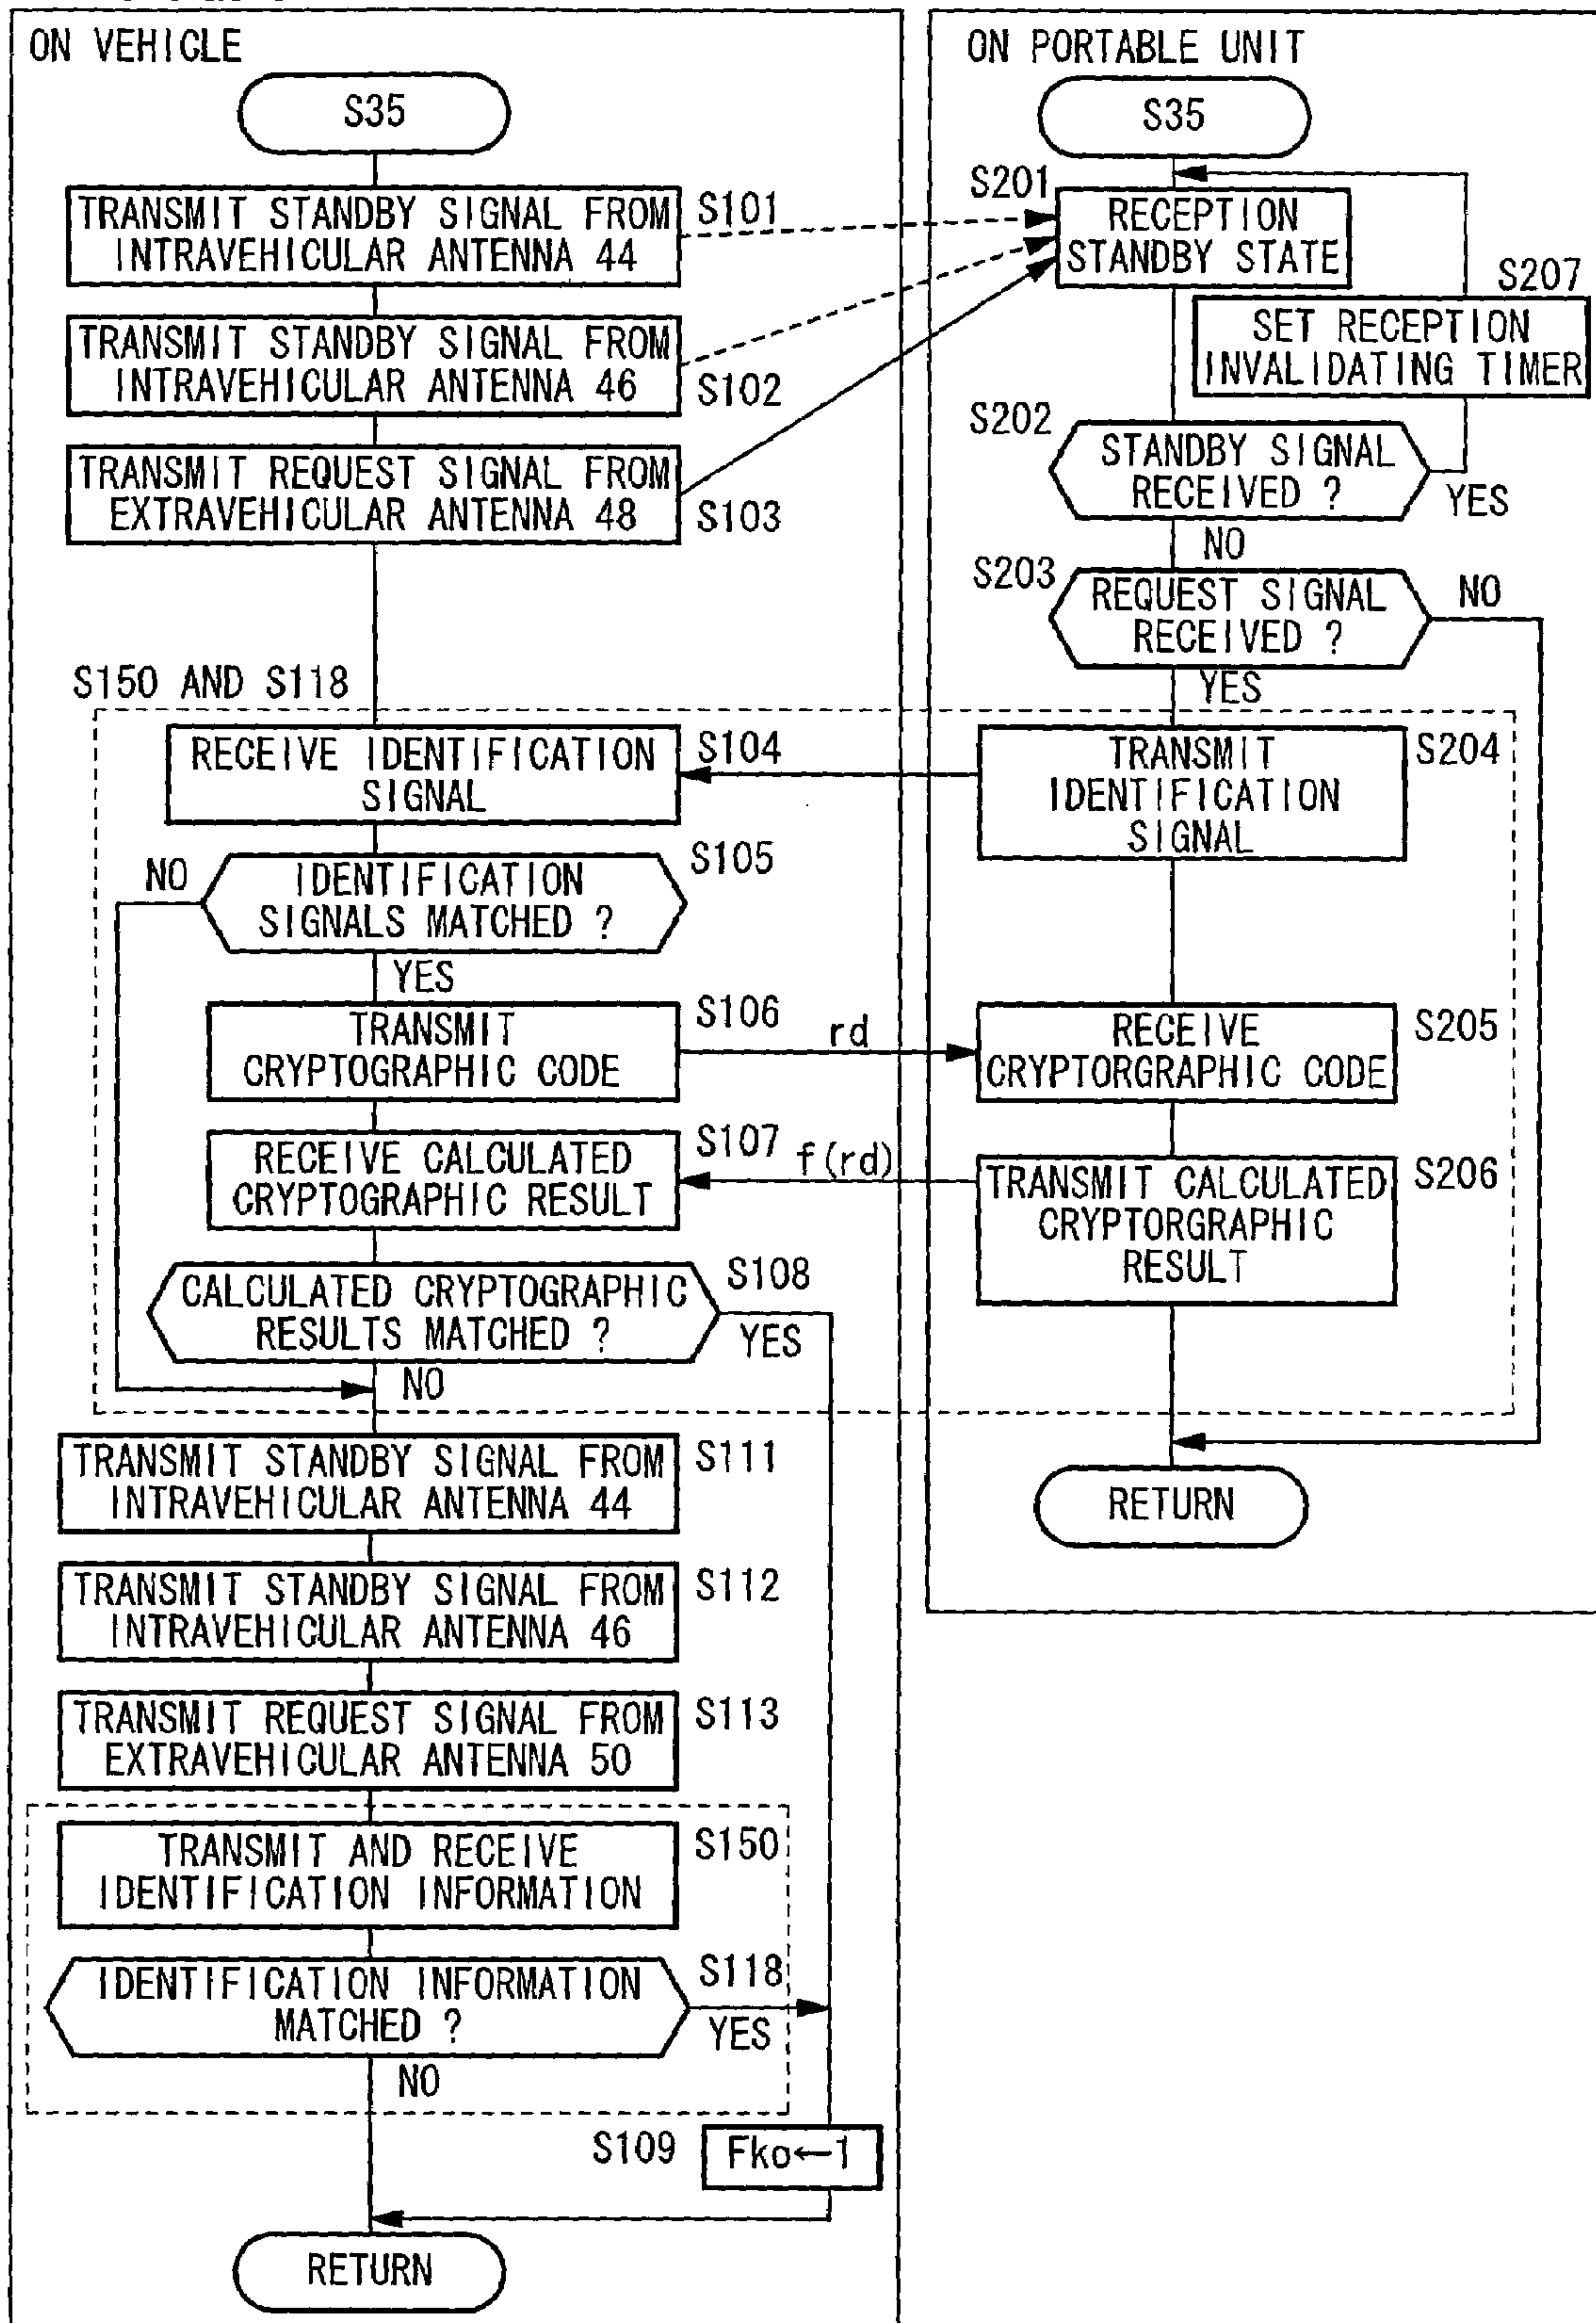 ON VEHICLE
S35
TRANSMIT STANDBY SIGNAL FROM
INTRAVEHICULAR ANTENNA 44
S101
TRANSMIT STANDBY SIGNAL FROM
INTRAVEHICULAR ANTENNA 46
S102
TRANSMIT REQUEST SIGNAL FROM
EXTRAVEHICULAR ANTENNA 48
S103
S150 AND S118
RECEIVE IDENTIFICATION
SIGNAL
S104
IDENTIFICATION
SIGNALS MATCHED ?
S105
NO
YES
TRANSMIT
CRYPTOGRAPHIC CODE
S106
rd
RECEIVE CALCULATED
CRYPTOGRAPHIC RESULT
S107
f(rd)
CALCULATED CRYPTOGRAPHIC
RESULTS MATCHED ?
S108
YES
NO
TRANSMIT STANDBY SIGNAL FROM
INTRAVEHICULAR ANTENNA 44
S111
TRANSMIT STANDBY SIGNAL FROM
INTRAVEHICULAR ANTENNA 46
S112
TRANSMIT REQUEST SIGNAL FROM
EXTRAVEHICULAR ANTENNA 50
S113
TRANSMIT AND RECEIVE
IDENTIFICATION INFORMATION
S150
IDENTIFICATION INFORMATION
MATCHED ?
S118
YES
NO
S109
Fko←1
RETURN
ON PORTABLE UNIT
S35
S201
RECEPTION
STANDBY STATE
S207
SET RECEPTION
INVALIDATING TIMER
S202
STANDBY SIGNAL
RECEIVED ?
YES
NO
S203
REQUEST SIGNAL
RECEIVED ?
NO
YES
TRANSMIT
IDENTIFICATION
SIGNAL
S204
RECEIVE
CRYPTORGRAPHIC CODE
S205
TRANSMIT CALCULATED
CRYPTORGRAPHIC
RESULT
S206
RETURN